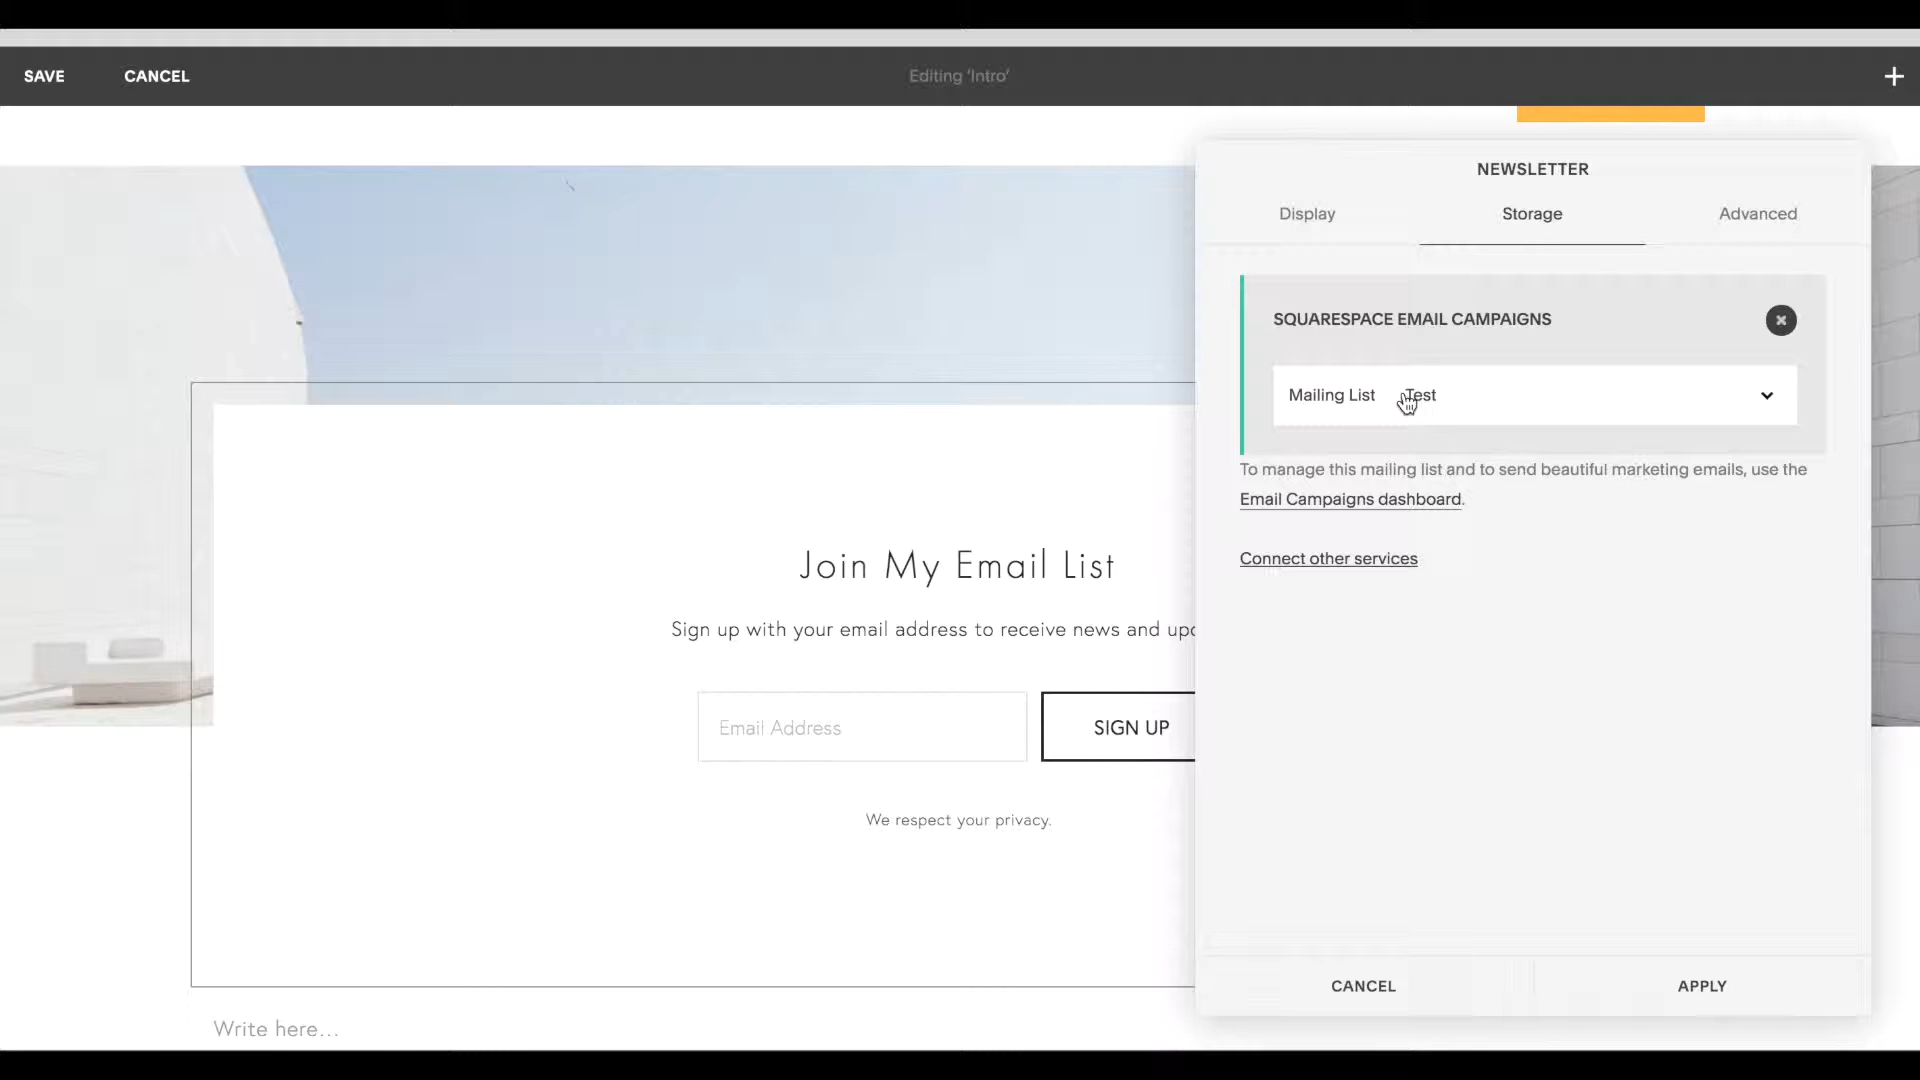 SAVE CANCEL Editing ‘Intro’ +
NEWSLETTER
Display Storage Advanced
SQUARESPACE EMAIL CAMPAIGNS
Mailing List Test
To manage this mailing list and to send beautiful marketing emails, use the
Email Campaigns dashboard.
Connect other services
Join My Email List
Sign up with your email address to receive news and
Email Address SIGN UP
We respect your privacy.
CANCEL APPLY
Write here...